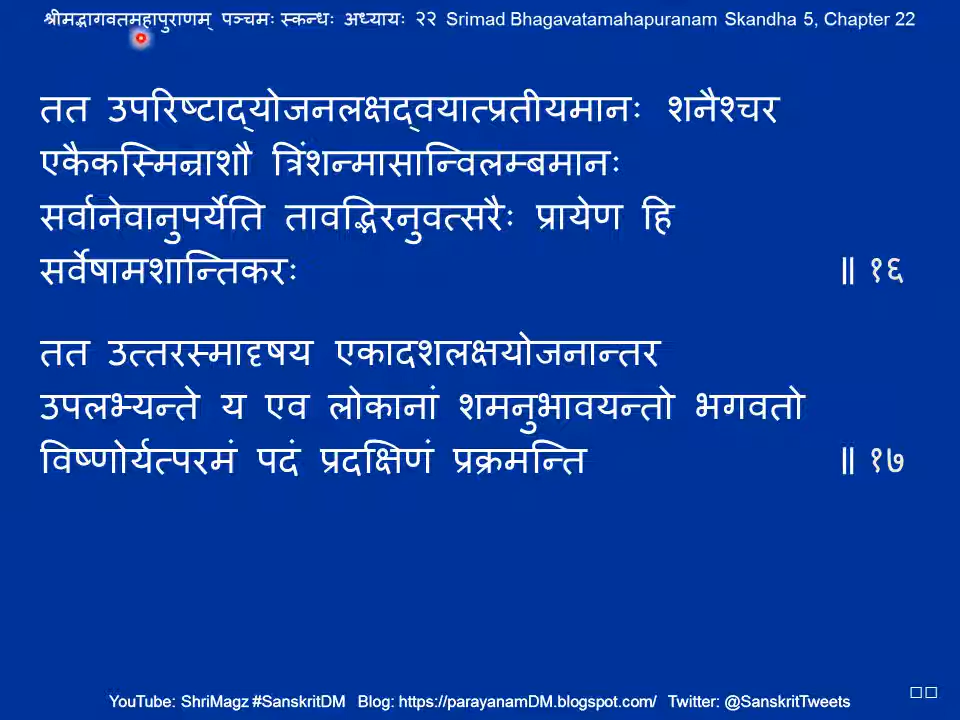 श्रीमद्भागवतमहापुराणम् पञ्चमः स्कन्धः अध्यायः २२ Srimad Bhagavatamahapuranam Skandha 5, Chapter 22
तत उपरिष्टाद्योजनलक्षद्वयात्प्रतीयमानः शनैश्चर
एकैकस्मिन्राशौ त्रिंशन्मासान्विलम्बमानः
सर्वानेवानुपर्येति तावद्भिरनुवत्सरैः प्रायेण हि
सर्वेषामशान्तिकरः ॥ १६
तत उत्तरस्मादृषय एकादशलक्षयोजनान्तर
उपलभ्यन्ते य एव लोकानां शमनुभावयन्तो भगवतो
विष्णोर्यत्परमं पदं प्रदक्षिणं प्रक्रमन्ति ॥ १७
YouTube: ShriMagz #SanskritDM Blog: https://parayanamDM.blogspot.com/ Twitter: @SanskritTweets